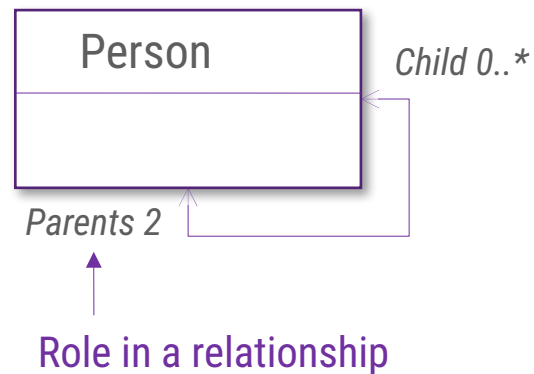 Person
Child 0..*
Parents 2
Role in a relationship